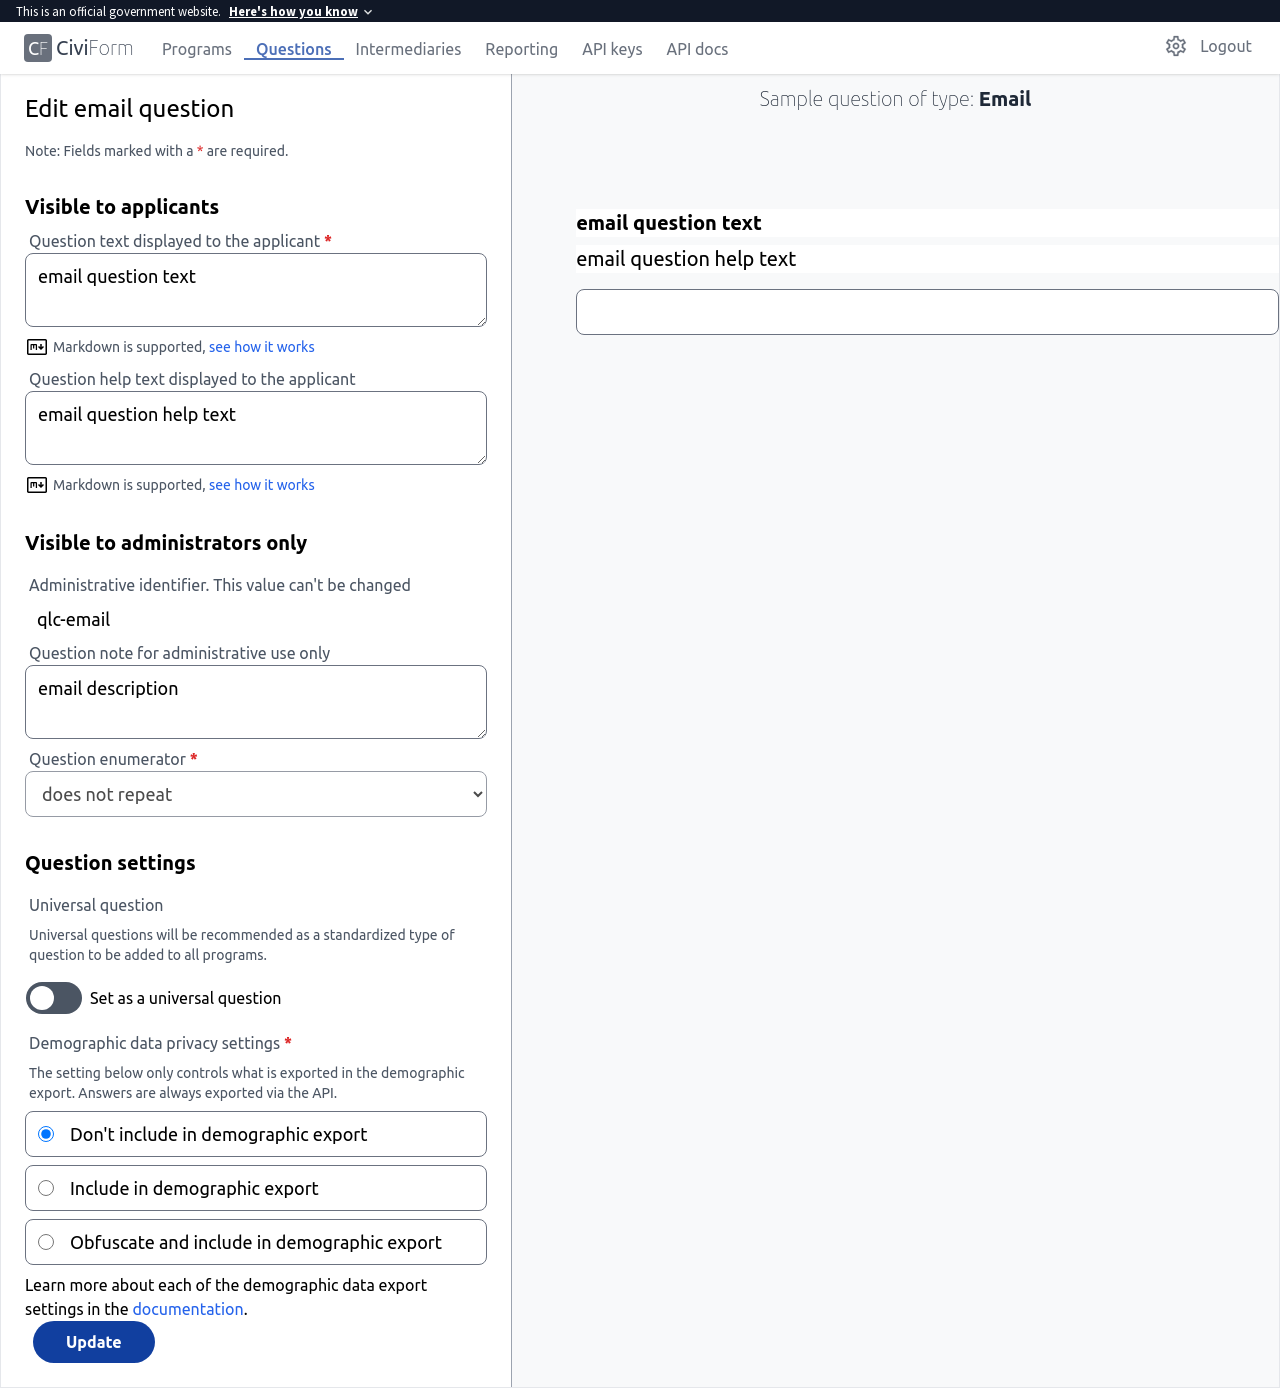 This is an official government website. Here's how you know
CF CiviForm Programs Questions Intermediaries Reporting API keys API docs Logout
Edit email question
Note: Fields marked with a * are required.
Visible to applicants
Question text displayed to the applicant *
email question text
Markdown is supported, see how it works
Question help text displayed to the applicant
email question help text
Markdown is supported, see how it works
Visible to administrators only
Administrative identifier. This value can't be changed
qlc-email
Question note for administrative use only
email description
Question enumerator *
does not repeat
Question settings
Universal question
Universal questions will be recommended as a standardized type of
question to be added to all programs.
Set as a universal question
Demographic data privacy settings *
The setting below only controls what is exported in the demographic
export. Answers are always exported via the API.
Don't include in demographic export
Include in demographic export
Obfuscate and include in demographic export
Learn more about each of the demographic data export
settings in the documentation.
Update
Sample question of type: Email
email question text
email question help text